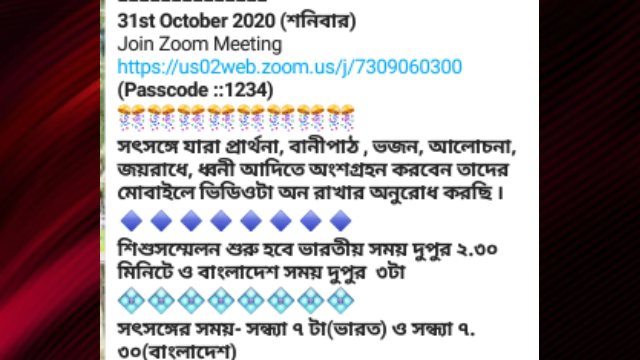 31st October 2020 (শনিবার)
Join Zoom Meeting
https://us02web.zoom.us/j/7309060300
(Passcode ::1234)
সৎসঙ্গে যারা প্রার্থনা, বানীপাঠ , ভজন, আলোচনা,
জয়রাধে, ধ্বনী আদিতে অংশগ্রহন করবেন তাদের
মোবাইলে ভিডিওটা অন রাখার অনুরোধ করছি ।
শিশুসম্মেলন শুরু হবে ভারতীয় সময় দুপুর ২.৩০
মিনিটে ও বাংলাদেশ সময় দুপুর ৩টা
সৎসঙ্গের সময়- সন্ধ্যা ৭ টা(ভারত) ও সন্ধ্যা ৭.
৩০(বাংলাদেশ)